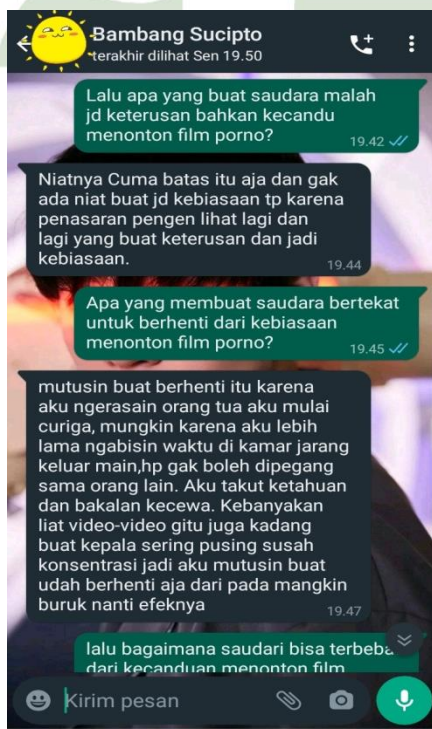 Bambang Sucipto
terakhir dilihat Sen 19.50
Lalu apa yang buat saudara malah
jd keterusan bahkan kecandu
menonton film porno?
19.42
Niatnya Cuma batas itu aja dan gak
ada niat buat jd kebiasaan tp karena
penasaran pengen lihat lagi dan
lagi yang buat keterusan dan jadi
kebiasaan.
19.44
Apa yang membuat saudara bertekat
untuk berhenti dari kebiasaan
menonton film porno?
19.45
mutusin buat berhenti itu karena
aku ngerasain orang tua aku mulai
curiga, mungkin karena aku lebih
lama ngabisin waktu di kamar jarang
keluar main,hp gak boleh dipegang
sama orang lain. Aku takut ketahuan
dan bakalan kecewa. Kebanyakan
liat video-video gitu juga kadang
buat kepala sering pusing susah
konsentrasi jadi aku mutusin buat
udah berhenti aja dari pada mangkin
buruk nanti efeknya
19.47
lalu bagaimana saudari bisa terbeba
dari kecanduan menonton film
Kirim pesan